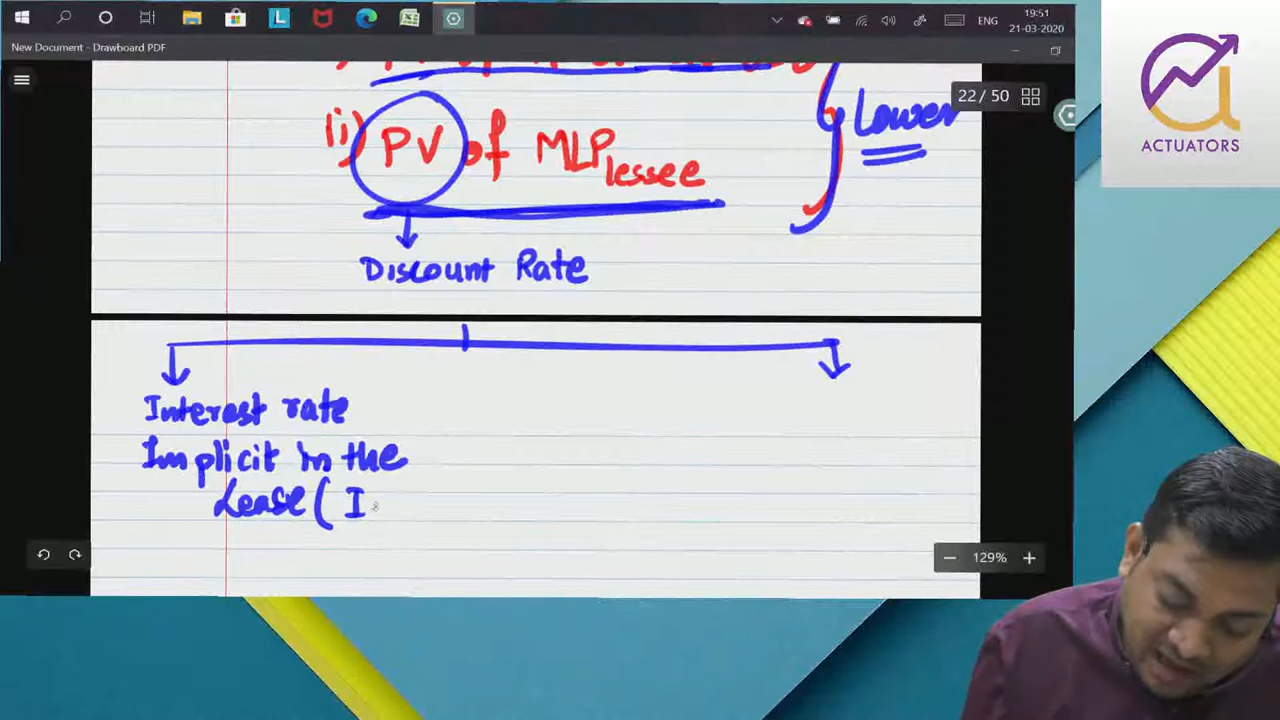 19:51
ENG
21-03-2020
New Document - Drawboard PDF
22 / 50
Lower
ii) PV of MLP lessee
Discount Rate
Interest rate
Implicit in the
Lease ( I
129%
ACTUATORS